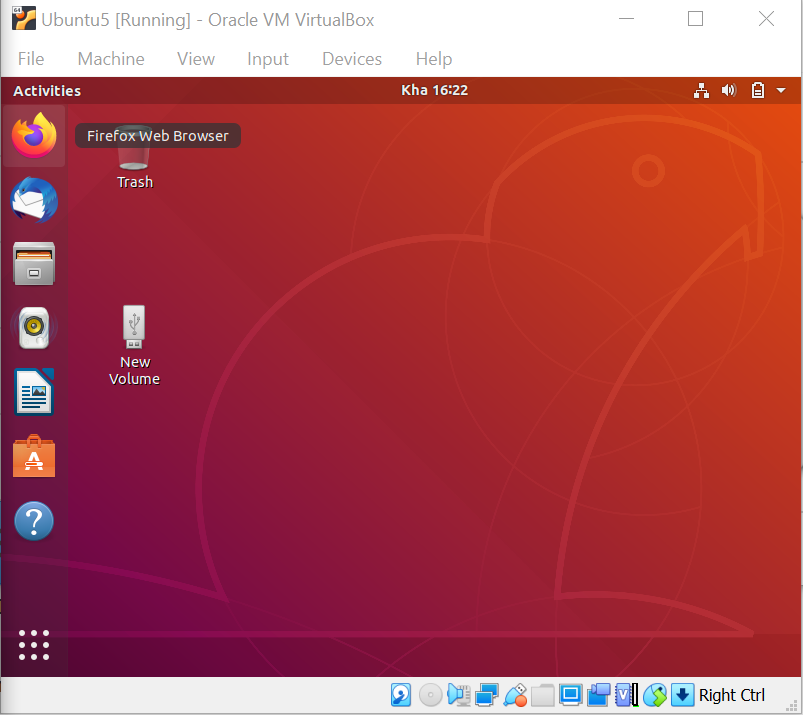 Ubuntu5 [Running] - Oracle VM VirtualBox
File Machine View Input Devices Help
Activities Kha 16:22
Firefox Web Browser
Trash
New
Volume
Right Ctrl